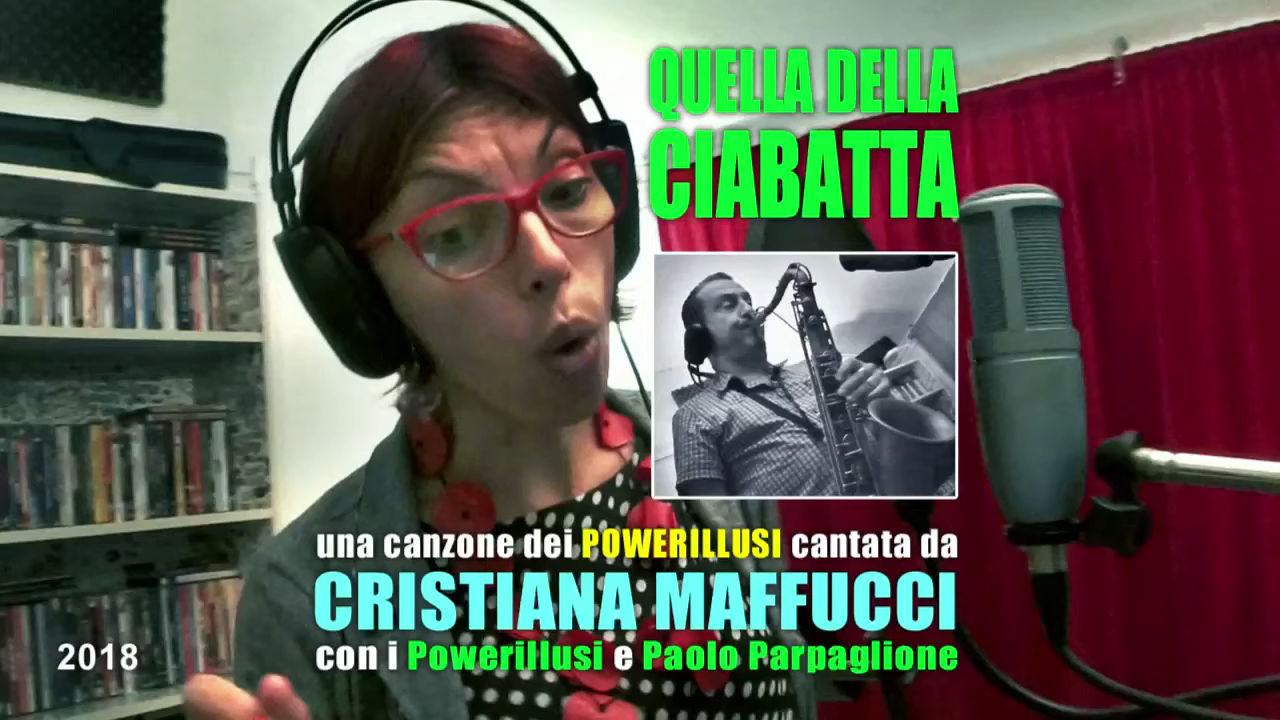 QUELLA DELLA
CIABATTA
una canzone dei POWERILLUSI cantata da
CRISTIANA MAFFUCCI
con i Powerillusi e Paolo Parpaglione
2018